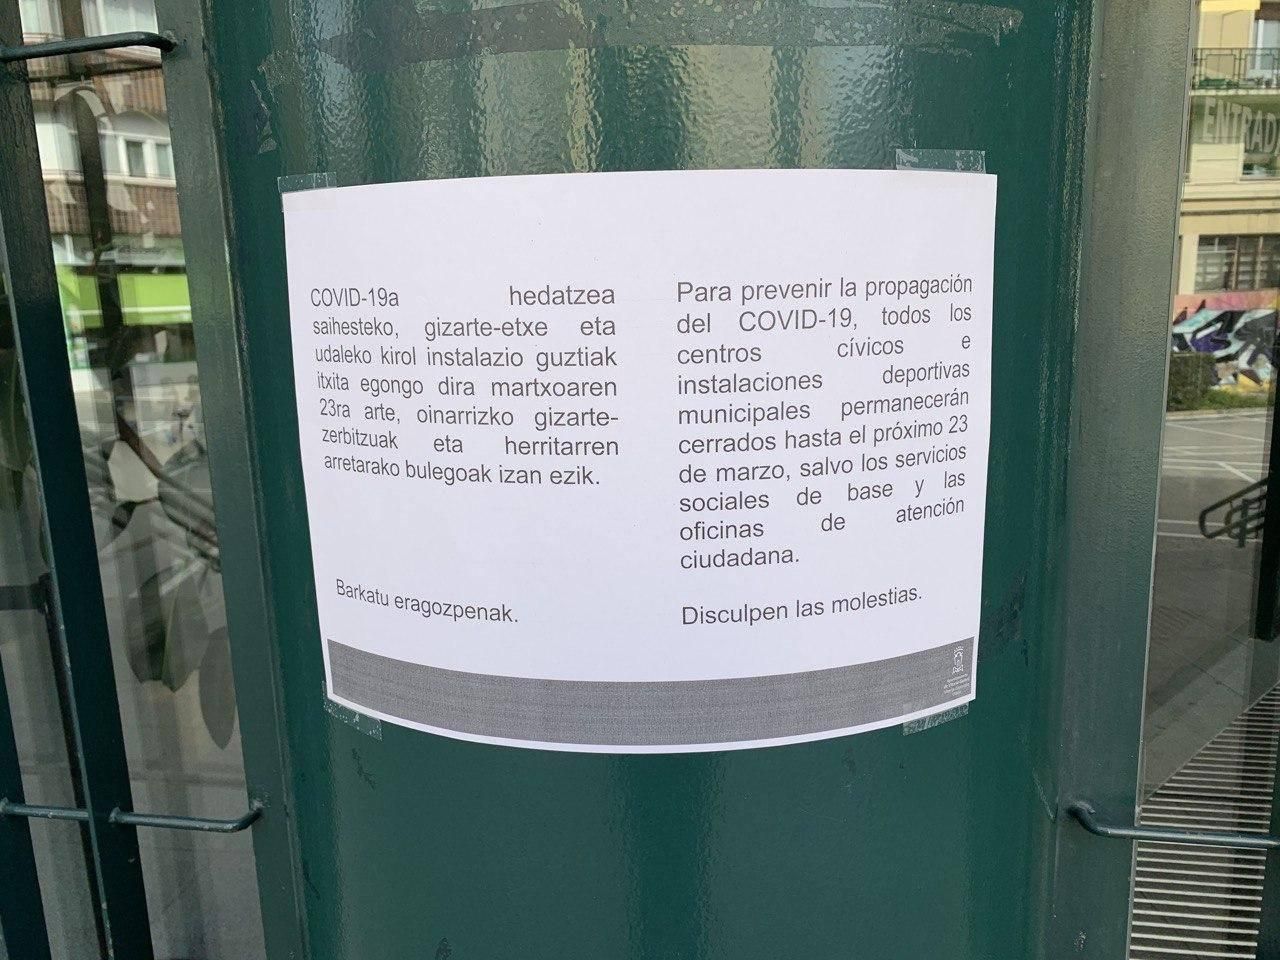 COVID-19a hedatzea
saihesteko, gizarte-etxe eta
udaleko kirol instalazio guztiak
itxita egongo dira martxoaren
23ra arte, oinarrizko gizarte-
zerbitzuak eta herritarren
arretarako bulegoak izan ezik.
Barkatu eragozpenak.
Para prevenir la propagación
del COVID-19, todos los
centros cívicos e
instalaciones deportivas
municipales permanecerán
cerrados hasta el próximo 23
de marzo, salvo los servicios
sociales de base y las
oficinas de atención
ciudadana.
Disculpen las molestias.
ENTRADA